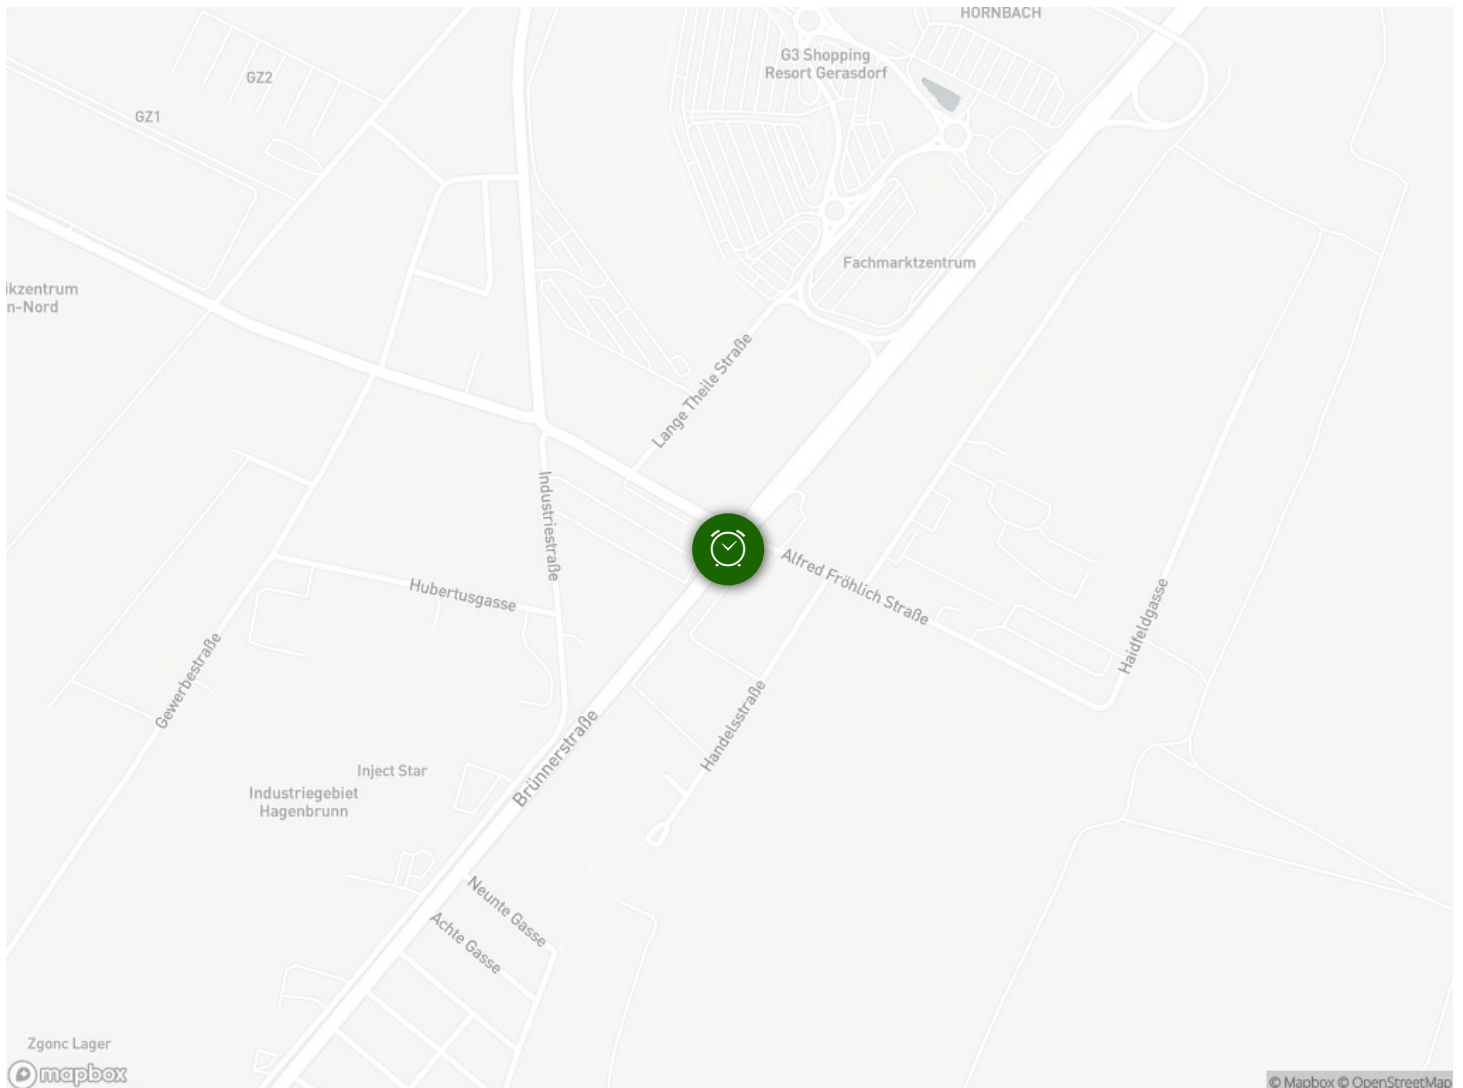 HORNBACH
G3 Shopping
Resort Gerasdorf
GZ2
GZ1
Fachmarktzentrum
ikzentrum
n-Nord
Lange Theile Straße
Industriestraße
Alfred Fröhlich Straße
Hubertusgasse
Haidfeldgasse
Gewerbestraße
Handelsstraße
Brünnerstraße
Inject Star
Industriegebiet
Hagenbrunn
Neunte Gasse
Achte Gasse
Zgonc Lager
mapbox
© Mapbox © OpenStreetMap